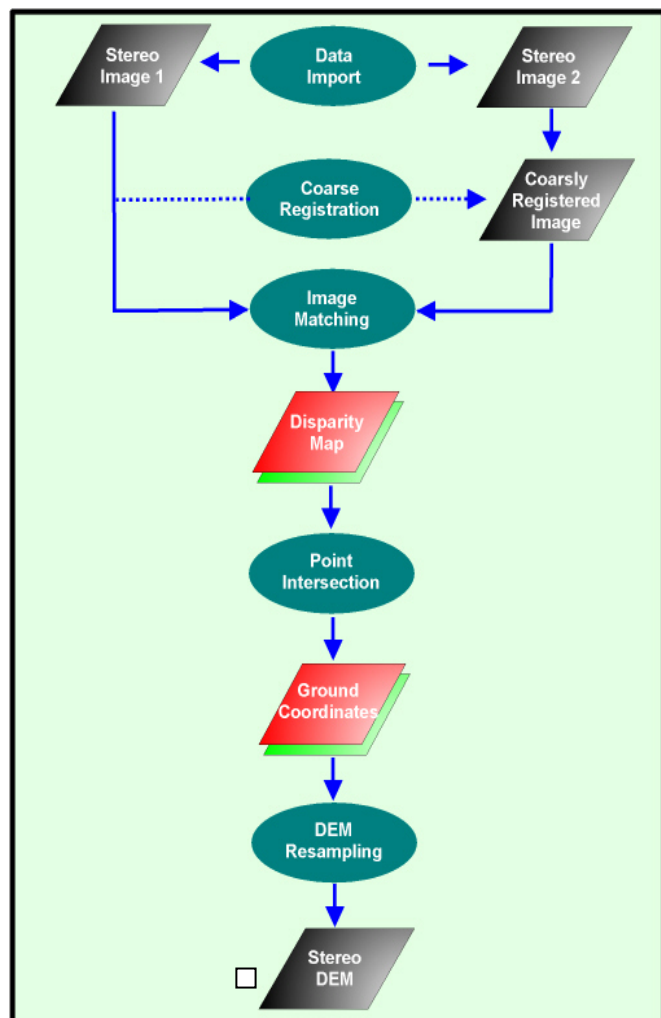 Stereo
Image 1
Data
Import
Stereo
Image 2
Coarse
Registration
Coarsly
Registered
Image
Image
Matching
Disparity
Map
Point
Intersection
Ground
Coordinates
DEM
Resampling
Stereo
DEM